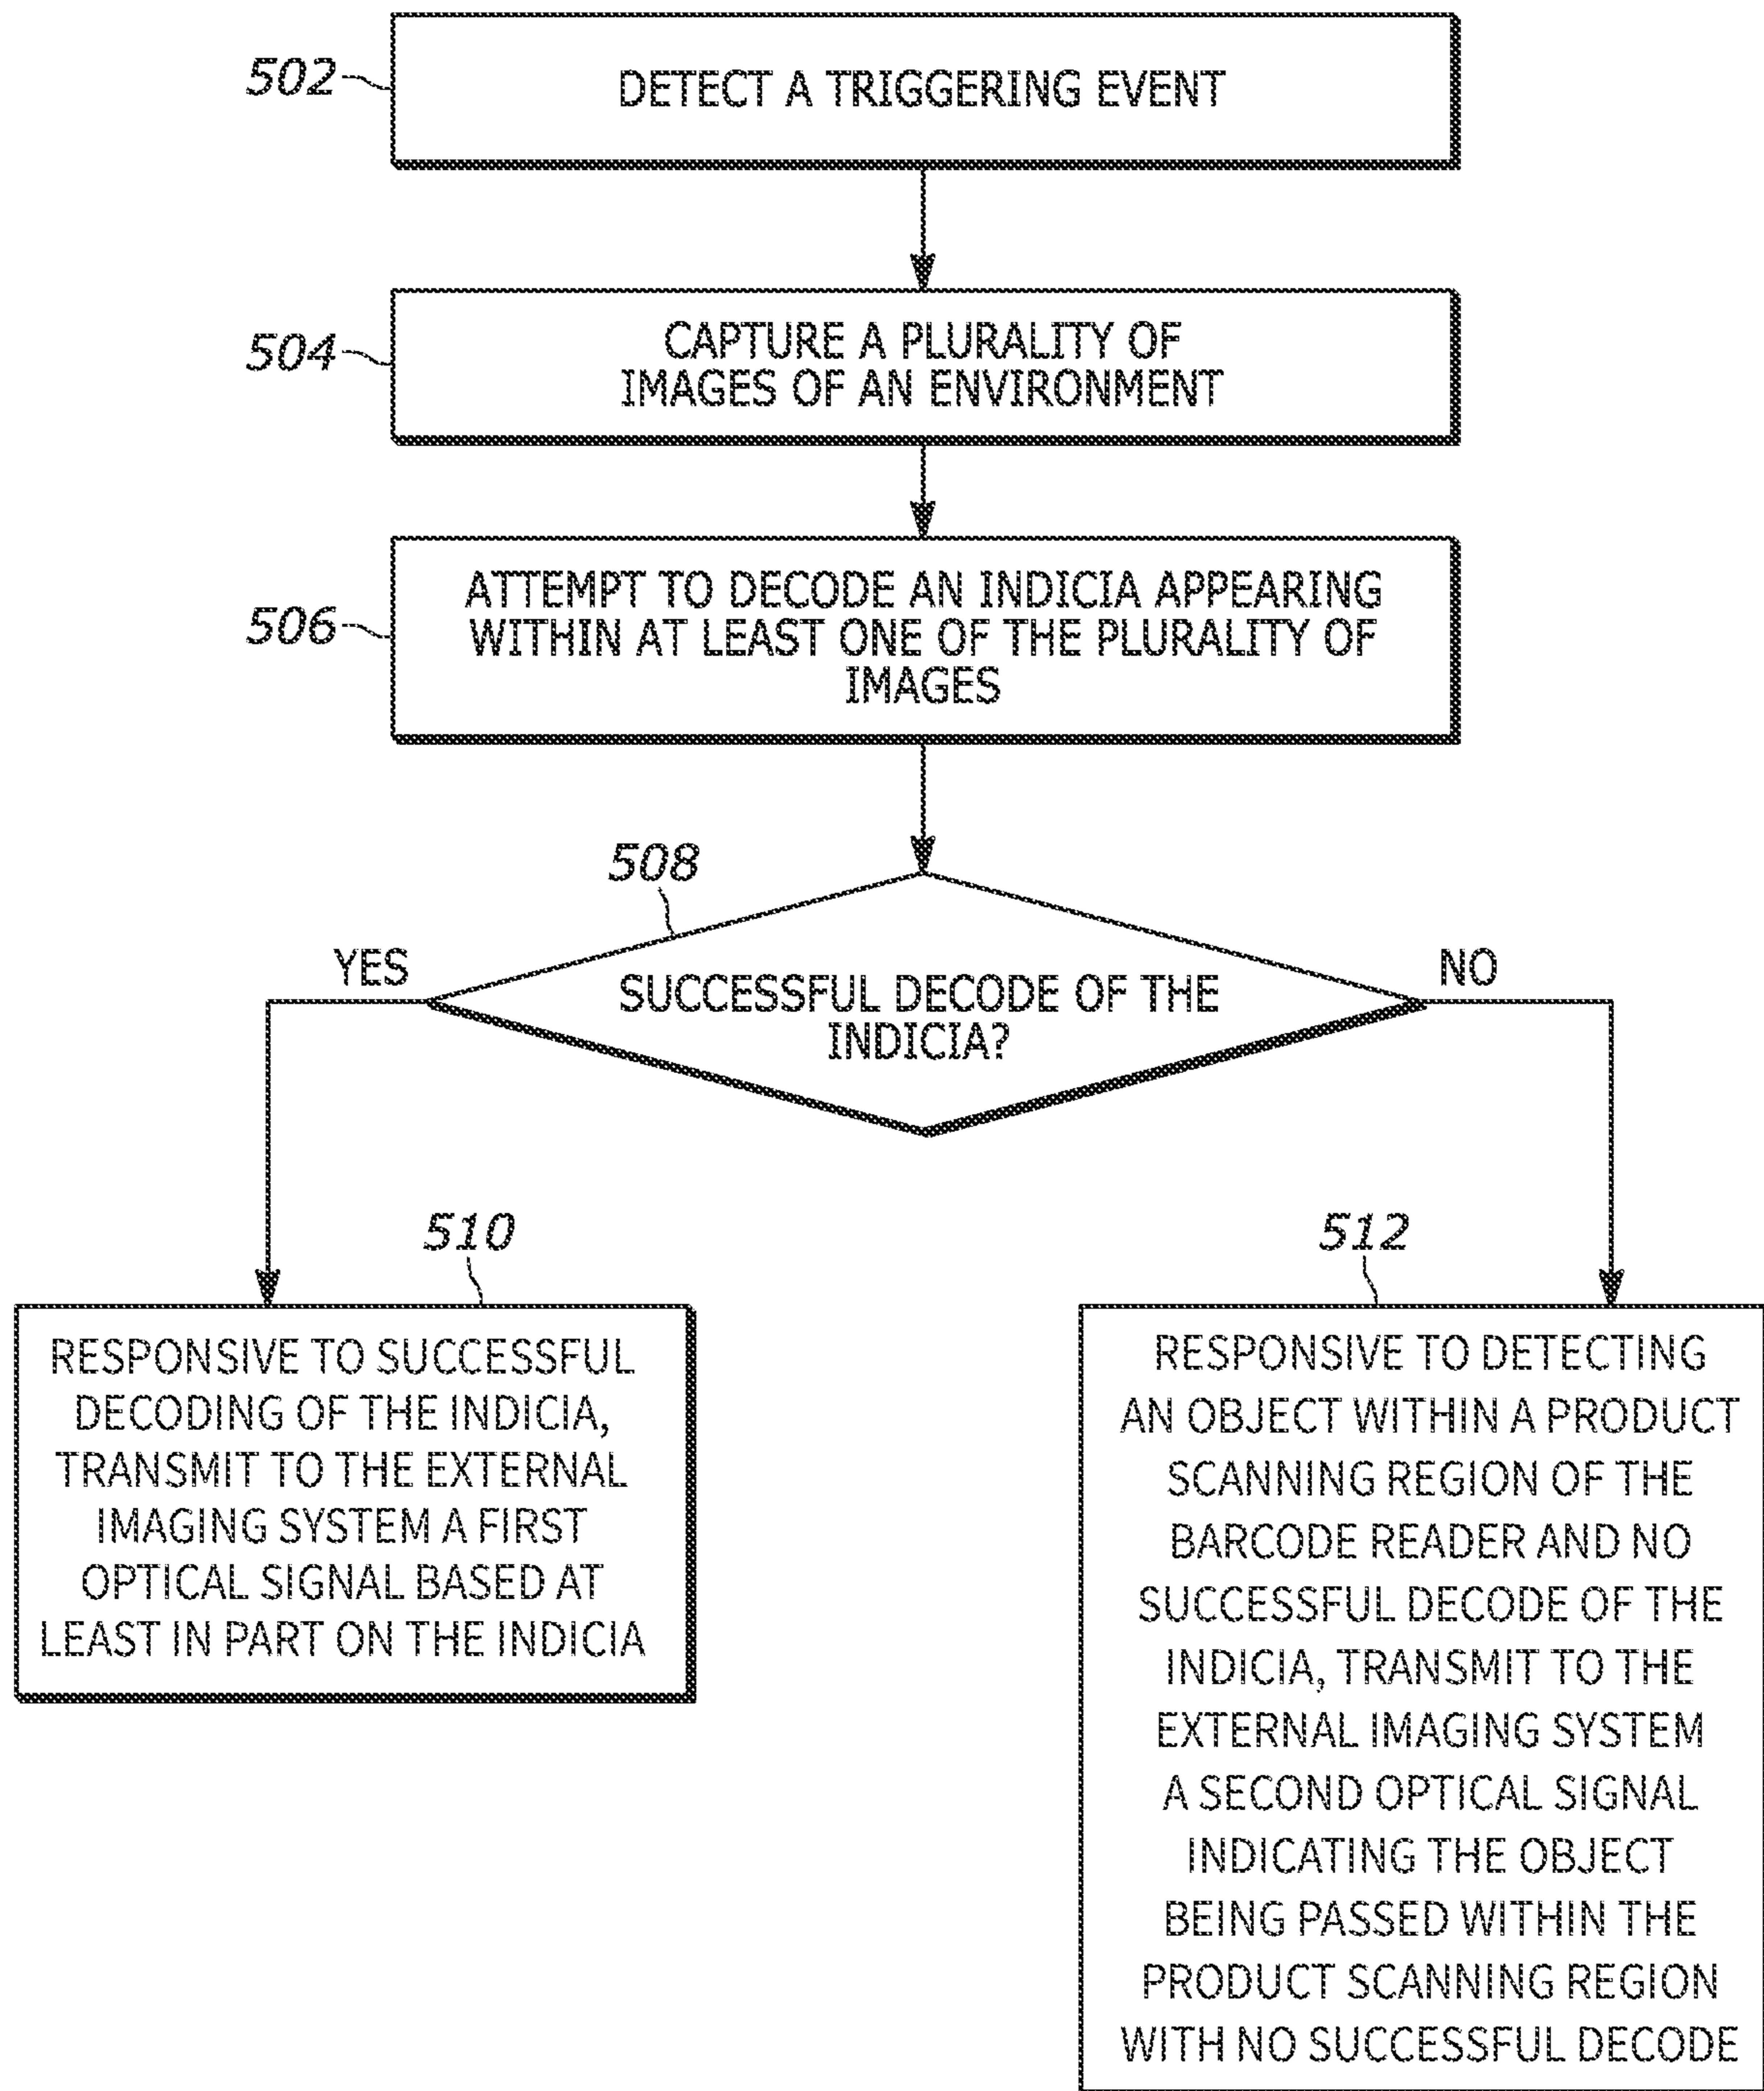 502
DETECT A TRIGGERING EVENT
504
CAPTURE A PLURALITY OF
IMAGES OF AN ENVIRONMENT
506
ATTEMPT TO DECODE AN INDICIA APPEARING
WITHIN AT LEAST ONE OF THE PLURALITY OF
IMAGES
508
YES
SUCCESSFUL DECODE OF THE
INDICIA?
NO
510
RESPONSIVE TO SUCCESSFUL
DECODING OF THE INDICIA,
TRANSMIT TO THE EXTERNAL
IMAGING SYSTEM A FIRST
OPTICAL SIGNAL BASED AT
LEAST IN PART ON THE INDICIA
512
RESPONSIVE TO DETECTING
AN OBJECT WITHIN A PRODUCT
SCANNING REGION OF THE
BARCODE READER AND NO
SUCCESSFUL DECODE OF THE
INDICIA, TRANSMIT TO THE
EXTERNAL IMAGING SYSTEM
A SECOND OPTICAL SIGNAL
INDICATING THE OBJECT
BEING PASSED WITHIN THE
PRODUCT SCANNING REGION
WITH NO SUCCESSFUL DECODE